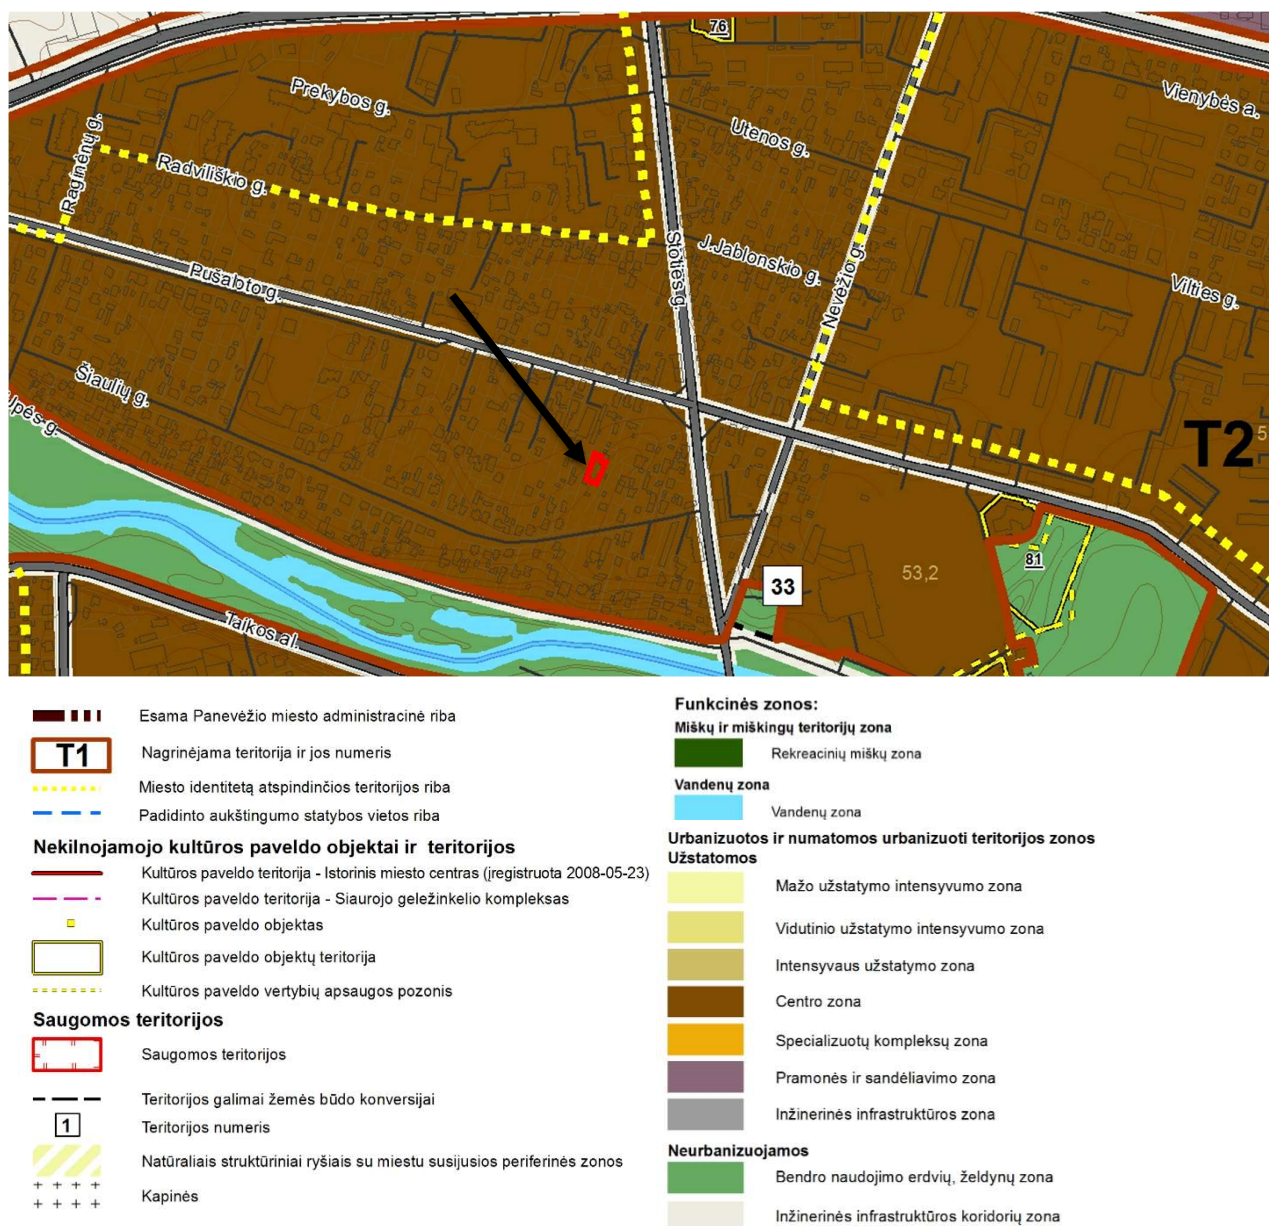 76
Prekybos g.
Vienybės a.
Utenos g.
Raginėnų g.
Radviliškio g.
Stoties g.
J.Jablonskio g.
Nevėžio g.
Pušaloto g.
Vilties g.
Šiaulių g.
Upės g.
T2
5
81
33
53,2
Taikos al.
Esama Panevėžio miesto administracinė riba
T1
Nagrinėjama teritorija ir jos numeris
Miesto identitetą atspindinčios teritorijos riba
Padidinto aukštingumo statybos vietos riba
Nekilnojamojo kultūros paveldo objektai ir teritorijos
Kultūros paveldo teritorija - Istorinis miesto centras (įregistruota 2008-05-23)
Kultūros paveldo teritorija - Siaurojo geležinkelio kompleksas
Kultūros paveldo objektas
Kultūros paveldo objektų teritorija
Kultūros paveldo vertybių apsaugos pozonis
Saugomos teritorijos
Saugomos teritorijos
Teritorijos galimai žemės būdo konversijai
1
Teritorijos numeris
Natūraliais struktūriniai ryšiais su miestu susijusios periferinės zonos
Kapinės
Funkcinės zonos:
Miškų ir miškingų teritorijų zona
Rekreacinių miškų zona
Vandenų zona
Vandenų zona
Urbanizuotos ir numatomos urbanizuoti teritorijos zonos
Užstatomos
Mažo užstatymo intensyvumo zona
Vidutinio užstatymo intensyvumo zona
Intensyvaus užstatymo zona
Centro zona
Specializuotų kompleksų zona
Pramonės ir sandėliavimo zona
Inžinerinės infrastruktūros zona
Neurbanizuojamos
Bendro naudojimo erdvių, želdynų zona
Inžinerinės infrastruktūros koridorių zona